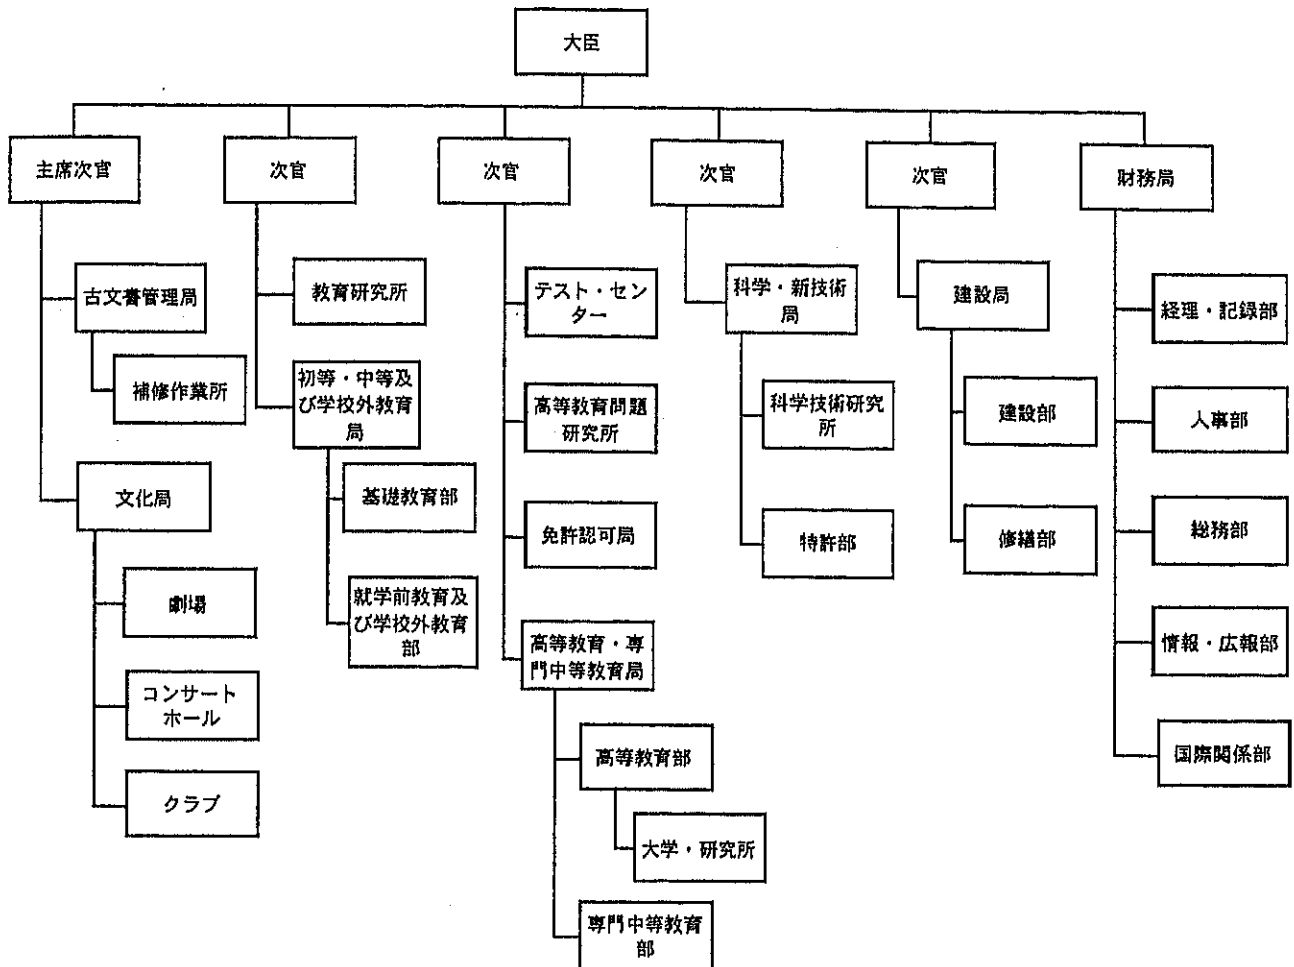 大臣
主席次官
次官
次官
次官
次官
財務局
古文書管理局
補修作業所
文化局
劇場
コンサート
ホール
クラブ
教育研究所
初等・中等及
び学校外教育
局
基礎教育部
就学前教育及
び学校外教育
部
テスト・セン
ター
高等教育問題
研究所
免許認可局
高等教育・専
門中等教育局
高等教育部
大学・研究所
専門中等教育
部
科学・新技術
局
科学技術研究
所
特許部
建設局
建設部
修繕部
経理・記録部
人事部
総務部
情報・広報部
国際関係部